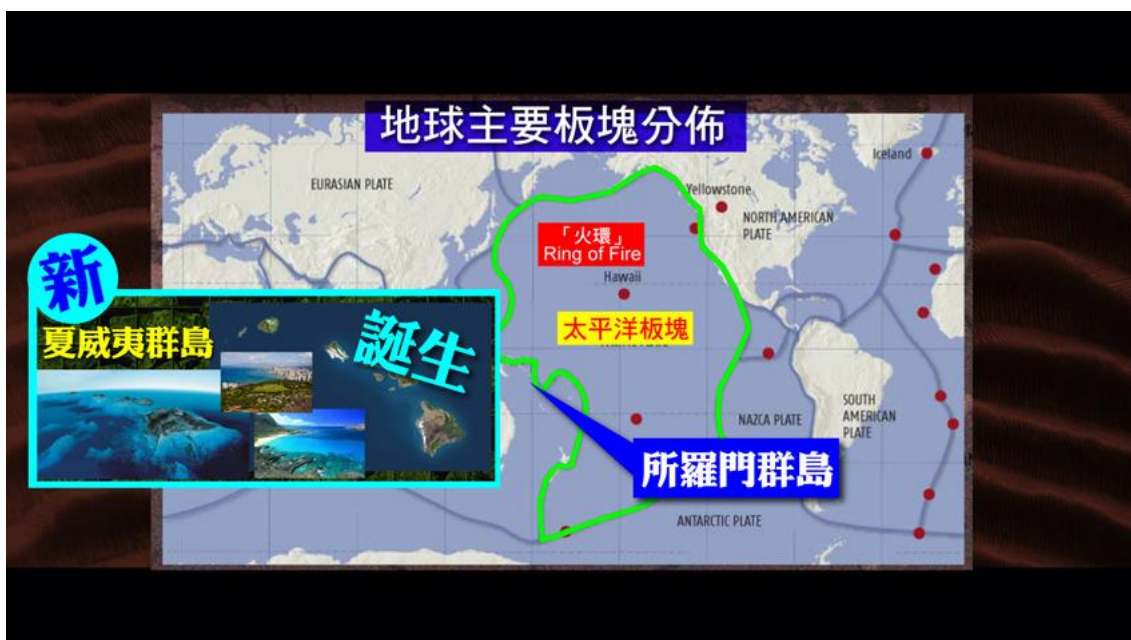 地球主要板塊分佈
Iceland
EURASIAN PLATE
Yellowstone
NORTH AMERICAN
PLATE
「火環」
Ring of Fire
Hawaii
太平洋板塊
新
夏威夷群島
誕生
SOUTH
AMERICAN
PLATE
NAZCA PLATE
所羅門群島
ANTARCTIC PLATE